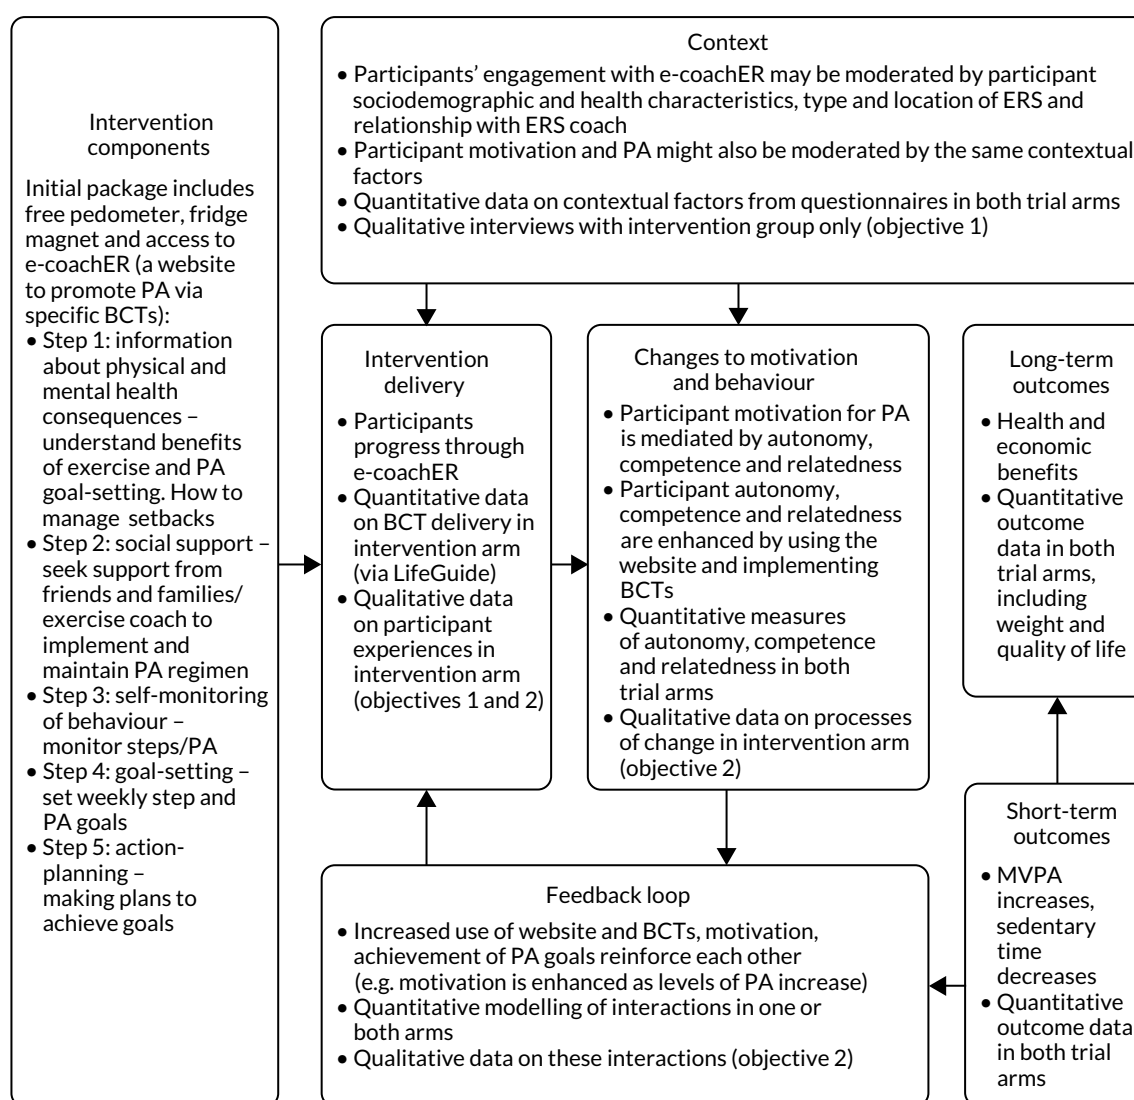 Intervention
components
Initial package includes
free pedometer, fridge
magnet and access to
e-coachER (a website
to promote PA via
specific BCTs):
• Step 1: information
about physical and
mental health
consequences –
understand benefits
of exercise and PA
goal-setting. How to
manage setbacks
• Step 2: social support –
seek support from
friends and families/
exercise coach to
implement and
maintain PA regimen
• Step 3: self-monitoring
of behaviour –
monitor steps/PA
• Step 4: goal-setting –
set weekly step and
PA goals
• Step 5: action-
planning –
making plans to
achieve goals
Context
• Participants’ engagement with e-coachER may be moderated by participant
sociodemographic and health characteristics, type and location of ERS and
relationship with ERS coach
• Participant motivation and PA might also be moderated by the same contextual
factors
• Quantitative data on contextual factors from questionnaires in both trial arms
• Qualitative interviews with intervention group only (objective 1)
Intervention
delivery
• Participants
progress through
e-coachER
• Quantitative data
on BCT delivery in
intervention arm
(via LifeGuide)
• Qualitative data
on participant
experiences in
intervention arm
(objectives 1 and 2)
Changes to motivation
and behaviour
• Participant motivation for PA
is mediated by autonomy,
competence and relatedness
• Participant autonomy,
competence and relatedness
are enhanced by using the
website and implementing
BCTs
• Quantitative measures
of autonomy, competence
and relatedness in both
trial arms
• Qualitative data on processes
of change in intervention arm
(objective 2)
Long-term
outcomes
• Health and
economic
benefits
• Quantitative
outcome
data in both
trial arms,
including
weight and
quality of life
Feedback loop
• Increased use of website and BCTs, motivation,
achievement of PA goals reinforce each other
(e.g. motivation is enhanced as levels of PA increase)
• Quantitative modelling of interactions in one or
both arms
• Qualitative data on these interactions (objective 2)
Short-term
outcomes
• MVPA
increases,
sedentary
time
decreases
• Quantitative
outcome data
in both trial
arms